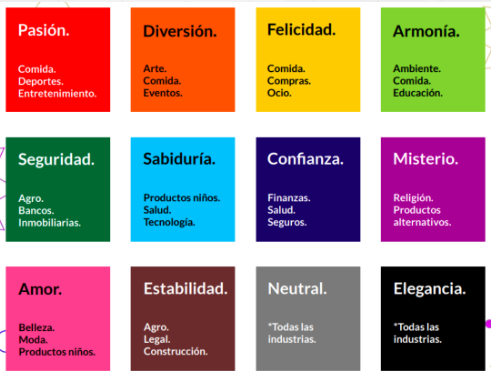 Pasión.
Comida.
Deportes.
Entretenimiento.
Diversión.
Arte.
Comida.
Eventos.
Felicidad.
Comida.
Compras.
Ocio.
Armonía.
Ambiente.
Comida.
Educación.
Seguridad.
Agro.
Bancos.
Inmobiliarias.
Sabiduría.
Productos niños.
Salud.
Tecnología.
Confianza.
Finanzas.
Salud.
Seguros.
Misterio.
Religión.
Productos
alternativos.
Amor.
Belleza.
Moda.
Productos niños.
Estabilidad.
Agro.
Legal.
Construcción.
Neutral.
*Todas las
industrias.
Elegancia.
*Todas las
industrias.